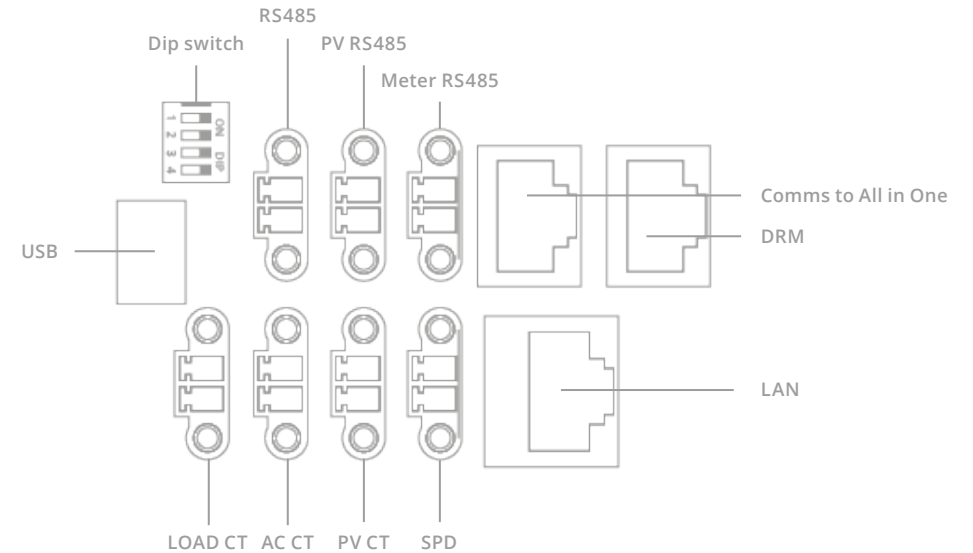 RS485
Dip switch
PV RS485
Meter RS485
1
2
3
4
ON
DIP
Comms to All in One
DRM
USB
LAN
LOAD CT
AC CT
PV CT
SPD